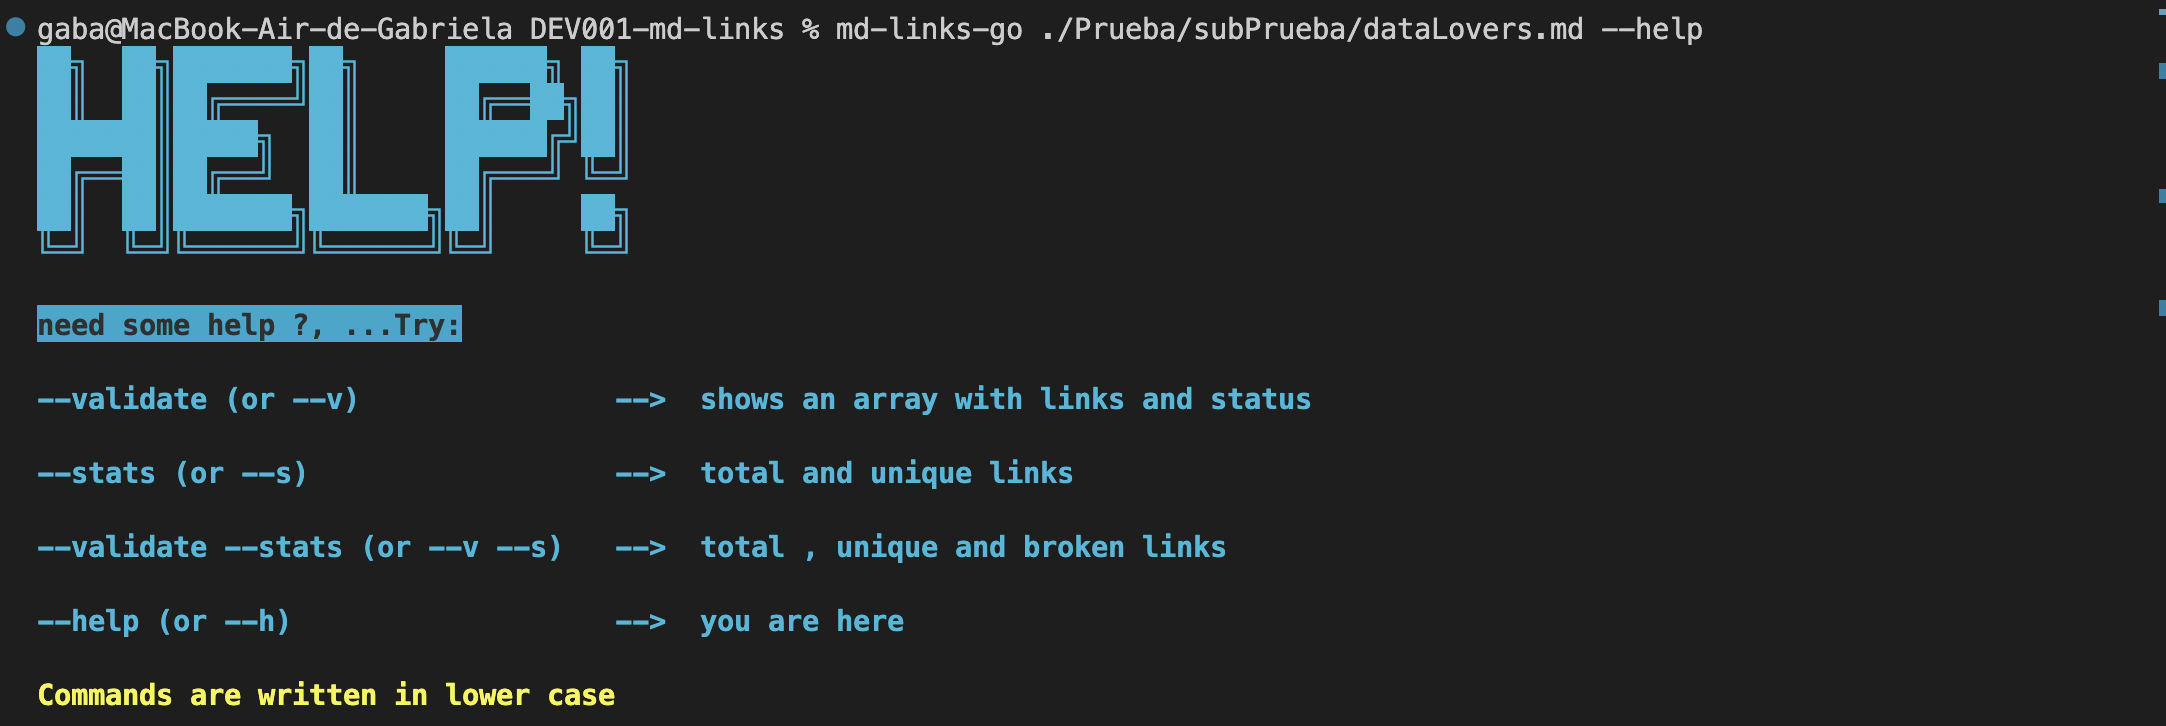 gaba@MacBook-Air-de-Gabriela DEV001-md-links % md-links-go ./Prueba/subPrueba/dataLovers.md --help
HELP!
need some help ?, ...Try:
--validate (or --v) --> shows an array with links and status
--stats (or --s) --> total and unique links
--validate --stats (or --v --s) --> total , unique and broken links
--help (or --h) --> you are here
Commands are written in lower case